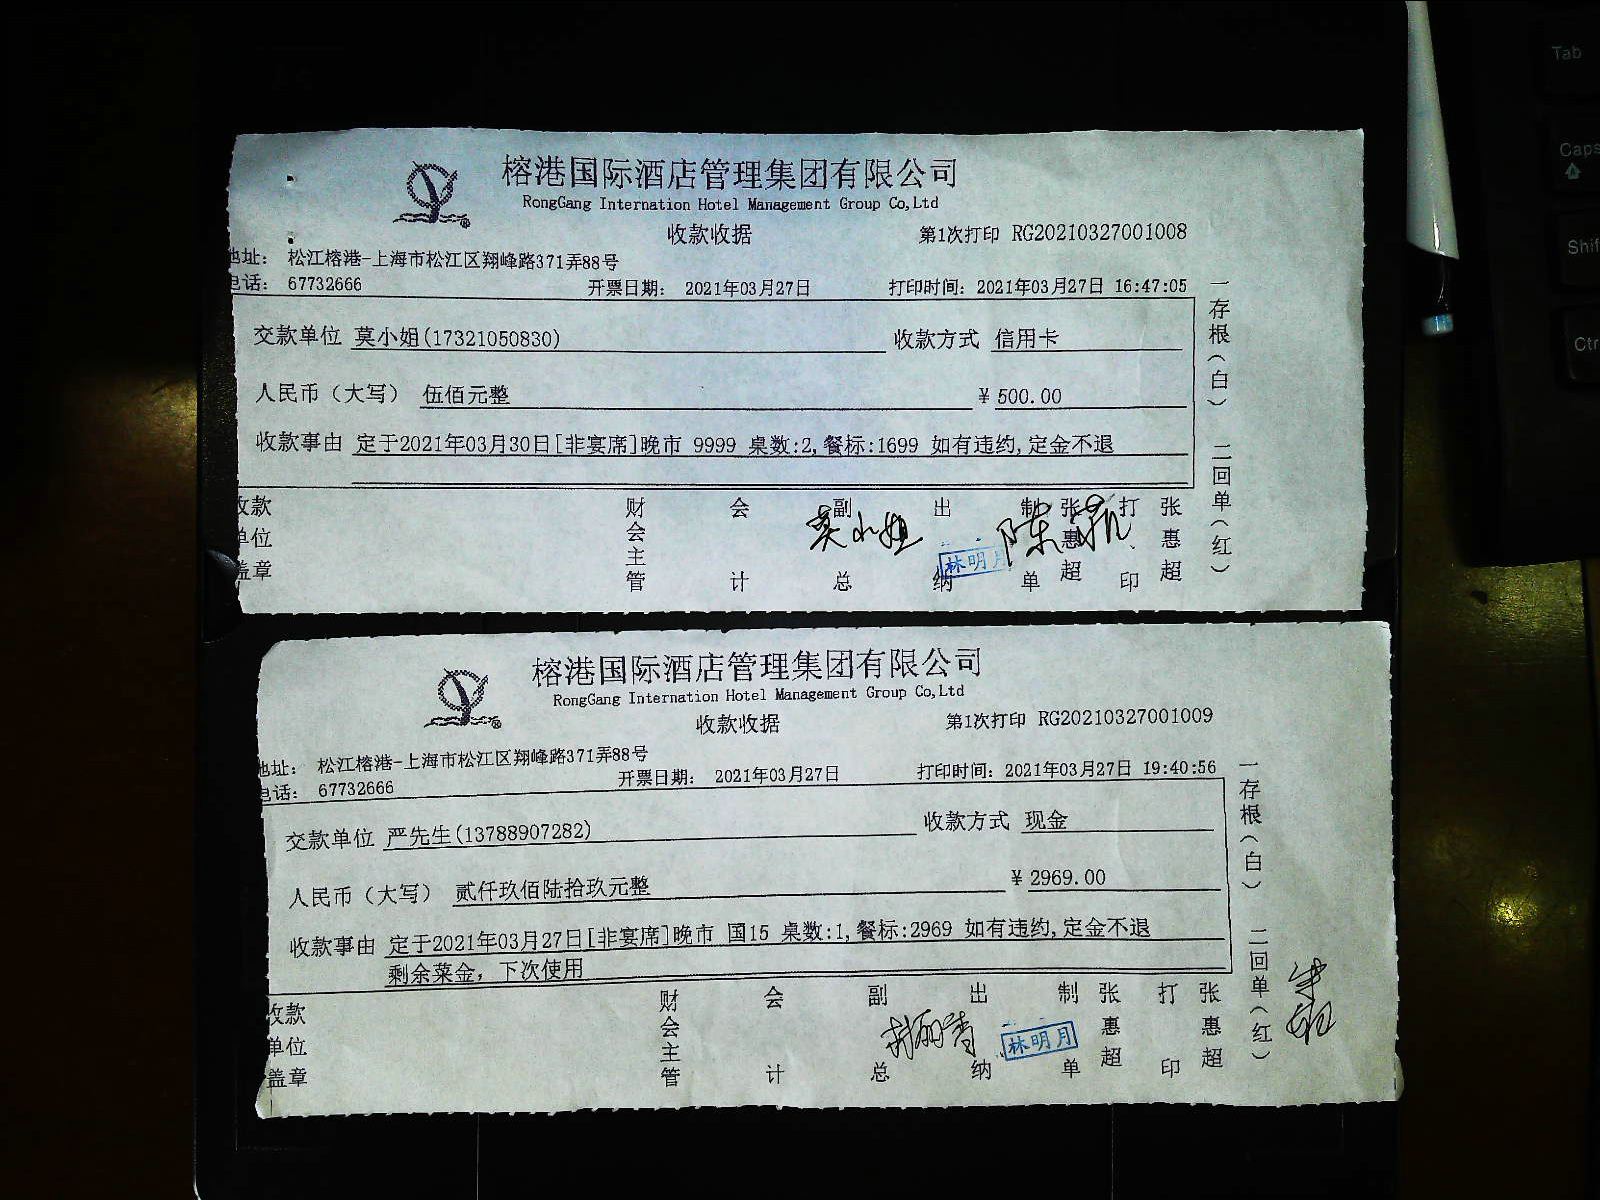 榕港国际酒店管理集团有限公司
RongGang Internation Hotel Management Group Co,Ltd
收款收据 第1次打印 RG20210327001008
地址: 松江榕港-上海市松江区翔峰路371弄88号
电话: 67732666 开票日期: 2021年03月27日 打印时间: 2021年03月27日 16:47:05
交款单位 莫小姐(17321050830) 收款方式 信用卡
人民币（大写） 伍佰元整 ¥ 500.00
收款事由 定于2021年03月30日[非宴席]晚市 9999 桌数:2,餐标:1699 如有违约,定金不退
收款单位盖章 财会主管 会计 副总 莫小姐 出纳 林明月 制单 张惠超 打印 张惠超
一存根(白) 二回单(红)
榕港国际酒店管理集团有限公司
RongGang Internation Hotel Management Group Co,Ltd
收款收据 第1次打印 RG20210327001009
地址: 松江榕港-上海市松江区翔峰路371弄88号
电话: 67732666 开票日期: 2021年03月27日 打印时间: 2021年03月27日 19:40:56
交款单位 严先生(13788907282) 收款方式 现金
人民币（大写） 贰仟玖佰陆拾玖元整 ¥ 2969.00
收款事由 定于2021年03月27日[非宴席]晚市 国15 桌数:1,餐标:2969 如有违约,定金不退
剩余菜金，下次使用
收款单位盖章 财会主管 会计 副总 出纳 林明月 制单 张惠超 打印 张惠超
一存根(白) 二回单(红)
Tab
Caps
Shif
Ctr